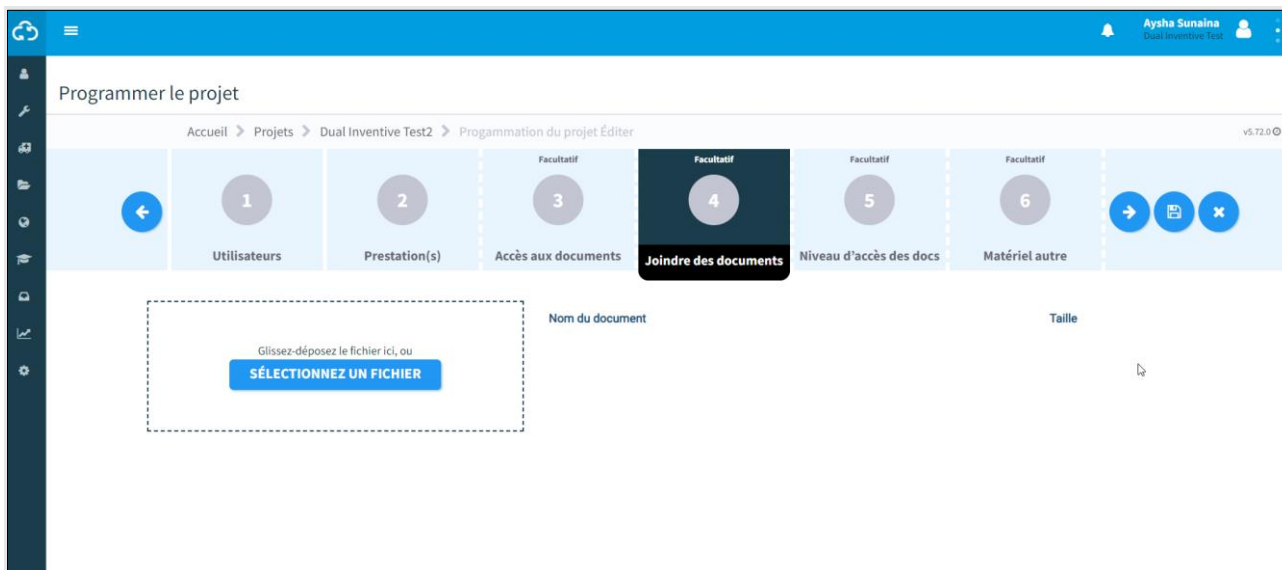 Aysha Sunaina
Dual Inventive Test
Programmer le projet
Accueil Projets Dual Inventive Test2 Progammation du projet Éditer
v5.72.0
Facultatif Facultatif Facultatif Facultatif
1 2 3 4 5 6
Utilisateurs Prestation(s) Accès aux documents Joindre des documents Niveau d'accès des docs Matériel autre
Nom du document Taille
Glissez-déposez le fichier ici, ou
SÉLECTIONNEZ UN FICHIER